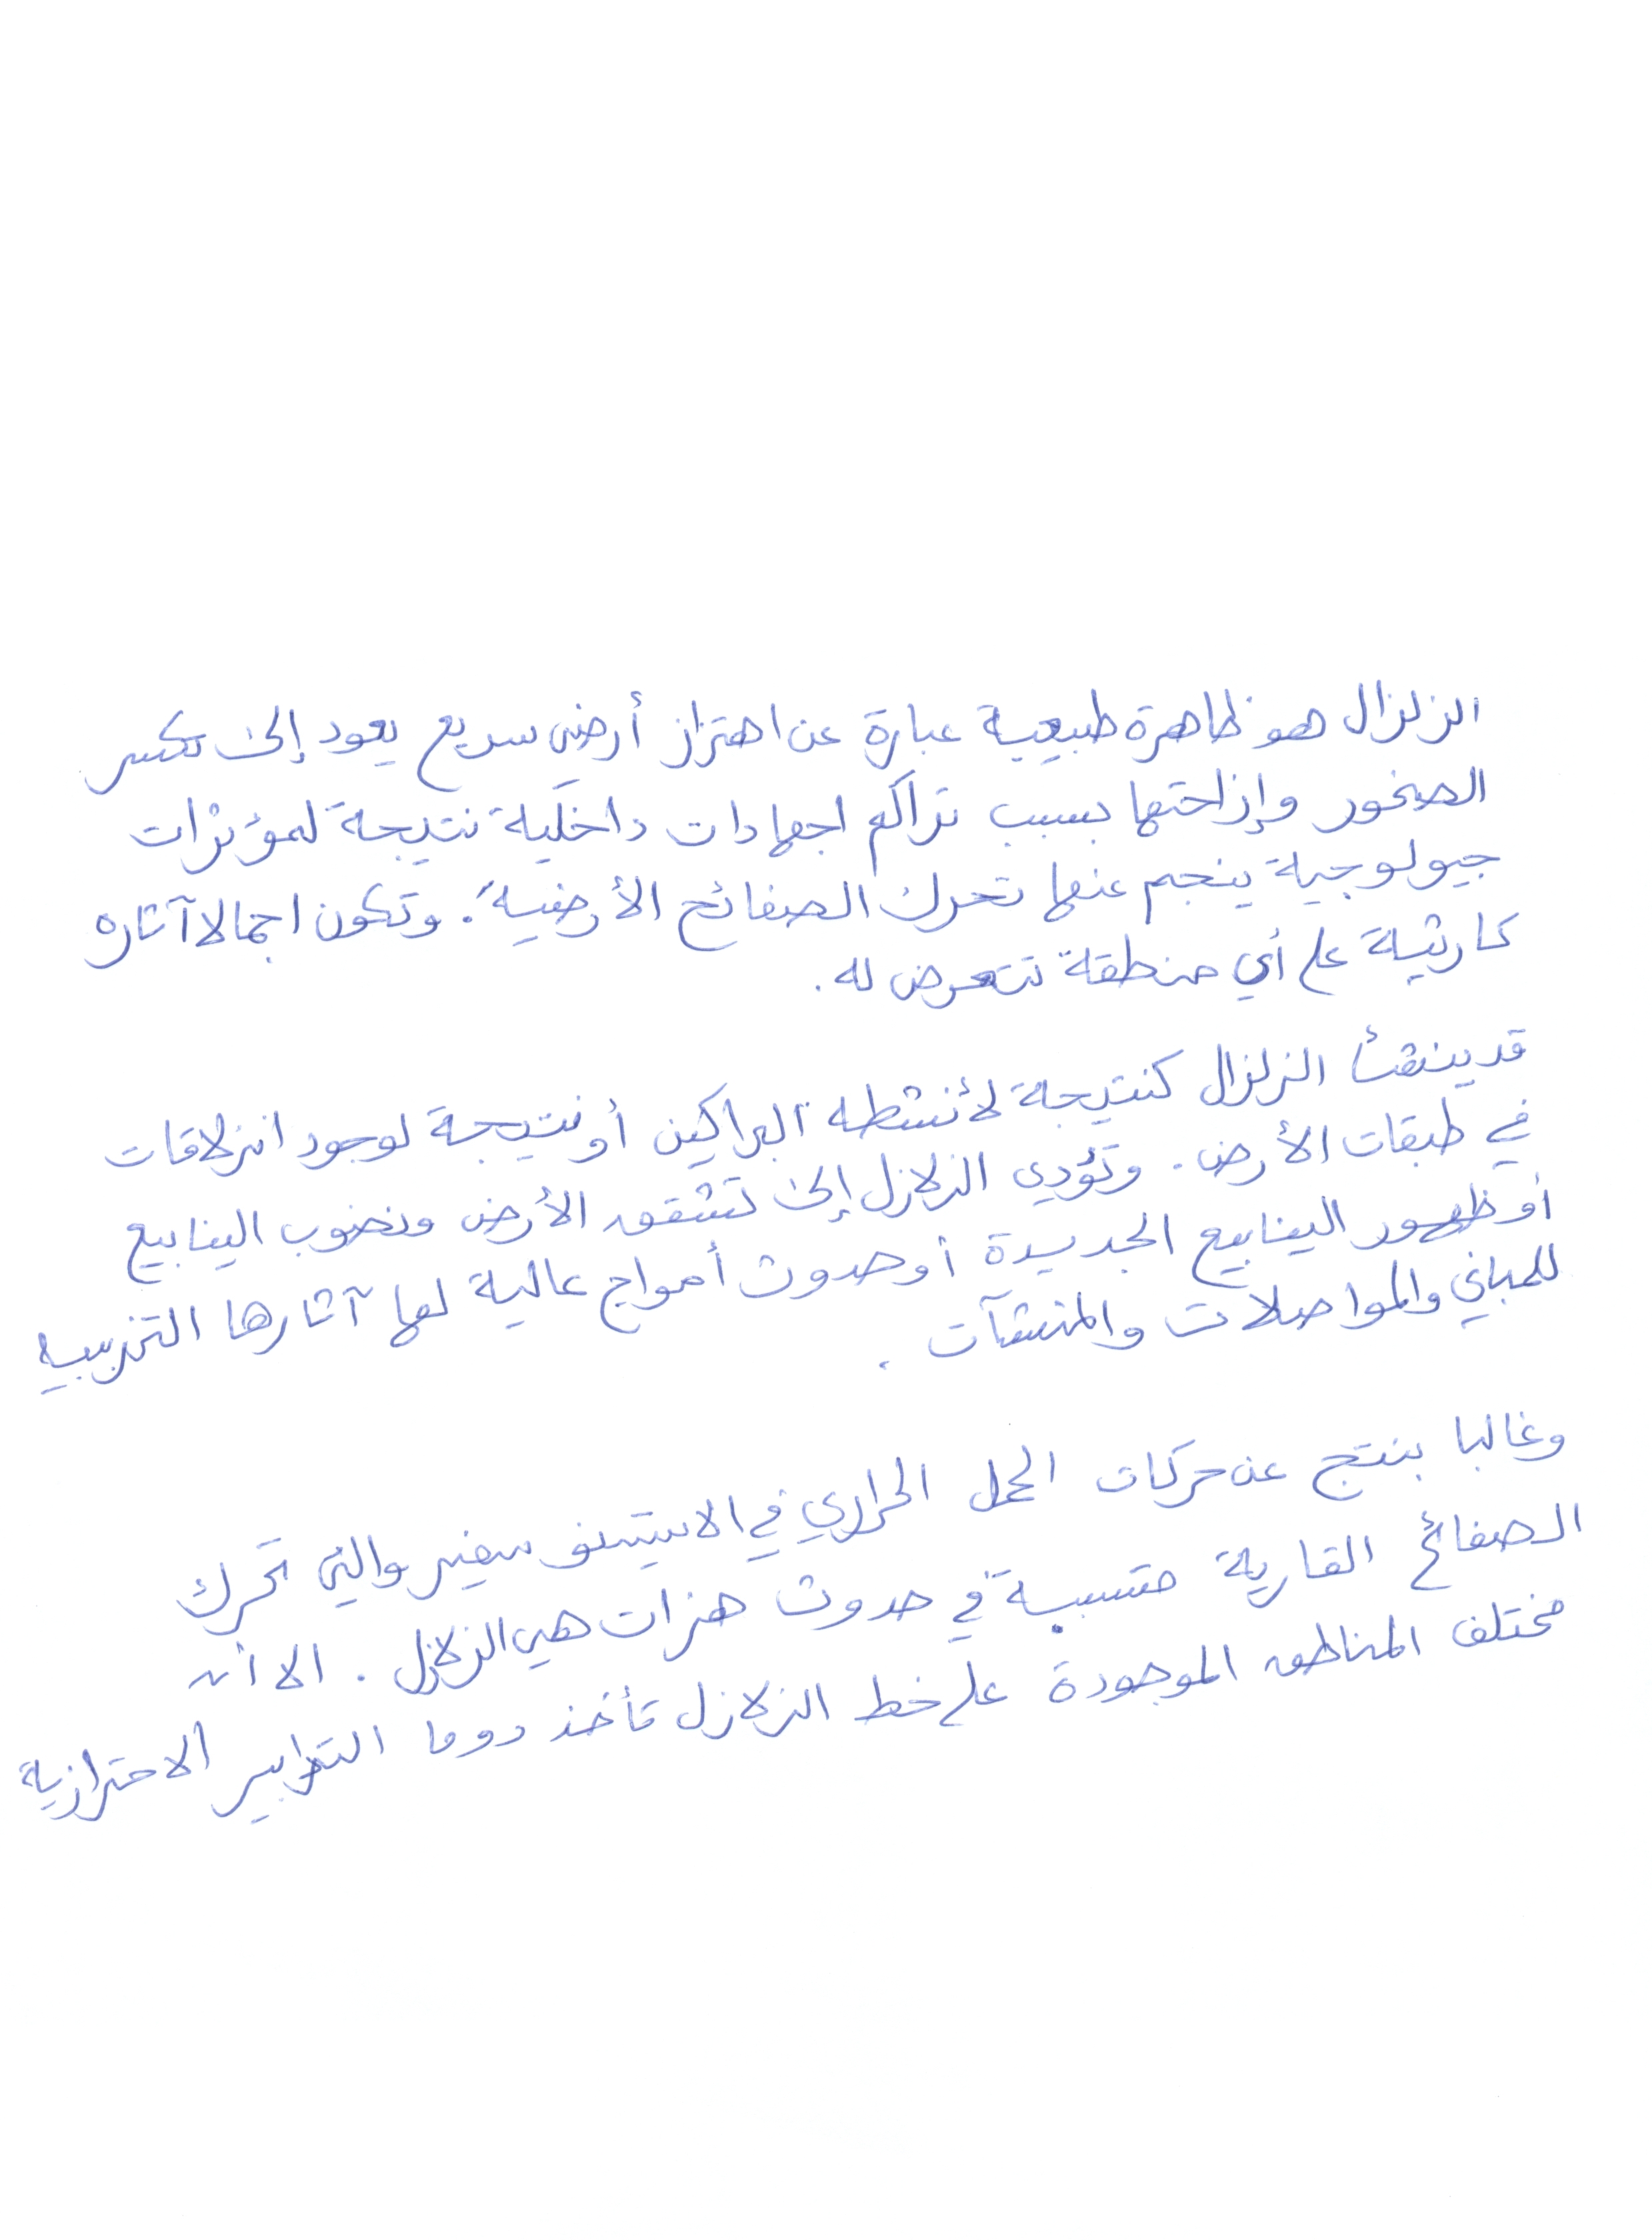 الزلزال هو ظاهرة طبيعية عبارة عن اهتزاز أرضي سريع يعود إلى تكسر
الصخور وإزاحتها بسبب تراكم اجهادات داخلية نتيجة لمؤثرات
جيولوجية ينجم عنها تحرك الصفائح الأرضية. وتكون اجمالا آثاره
كارثية على أي منطقة تتعرض له.
قد ينشأ الزلزال كنتيجة لأنشطه البراكين أو نتيجة لوجود انزلاقات
في طبقات الأرض. وتؤدي الزلازل إلى تشقق الأرض ونضوب الينابيع
أو ظهور الينابيع الجديدة أو حدوث أمواج عالية لها آثارها التخريبيه
للمباني والمواصلات والمنشآت.
وغالبا ينتج عن حركات الحمل الحراري في الاستينوسفير والتي تحرك
الصفائح القارية متسببة في حدوث هزات هي الزلازل. الا أنه
مختلف المناطق الموجودة على خط الزلازل تأخذ دوما التدابير الاحترازية